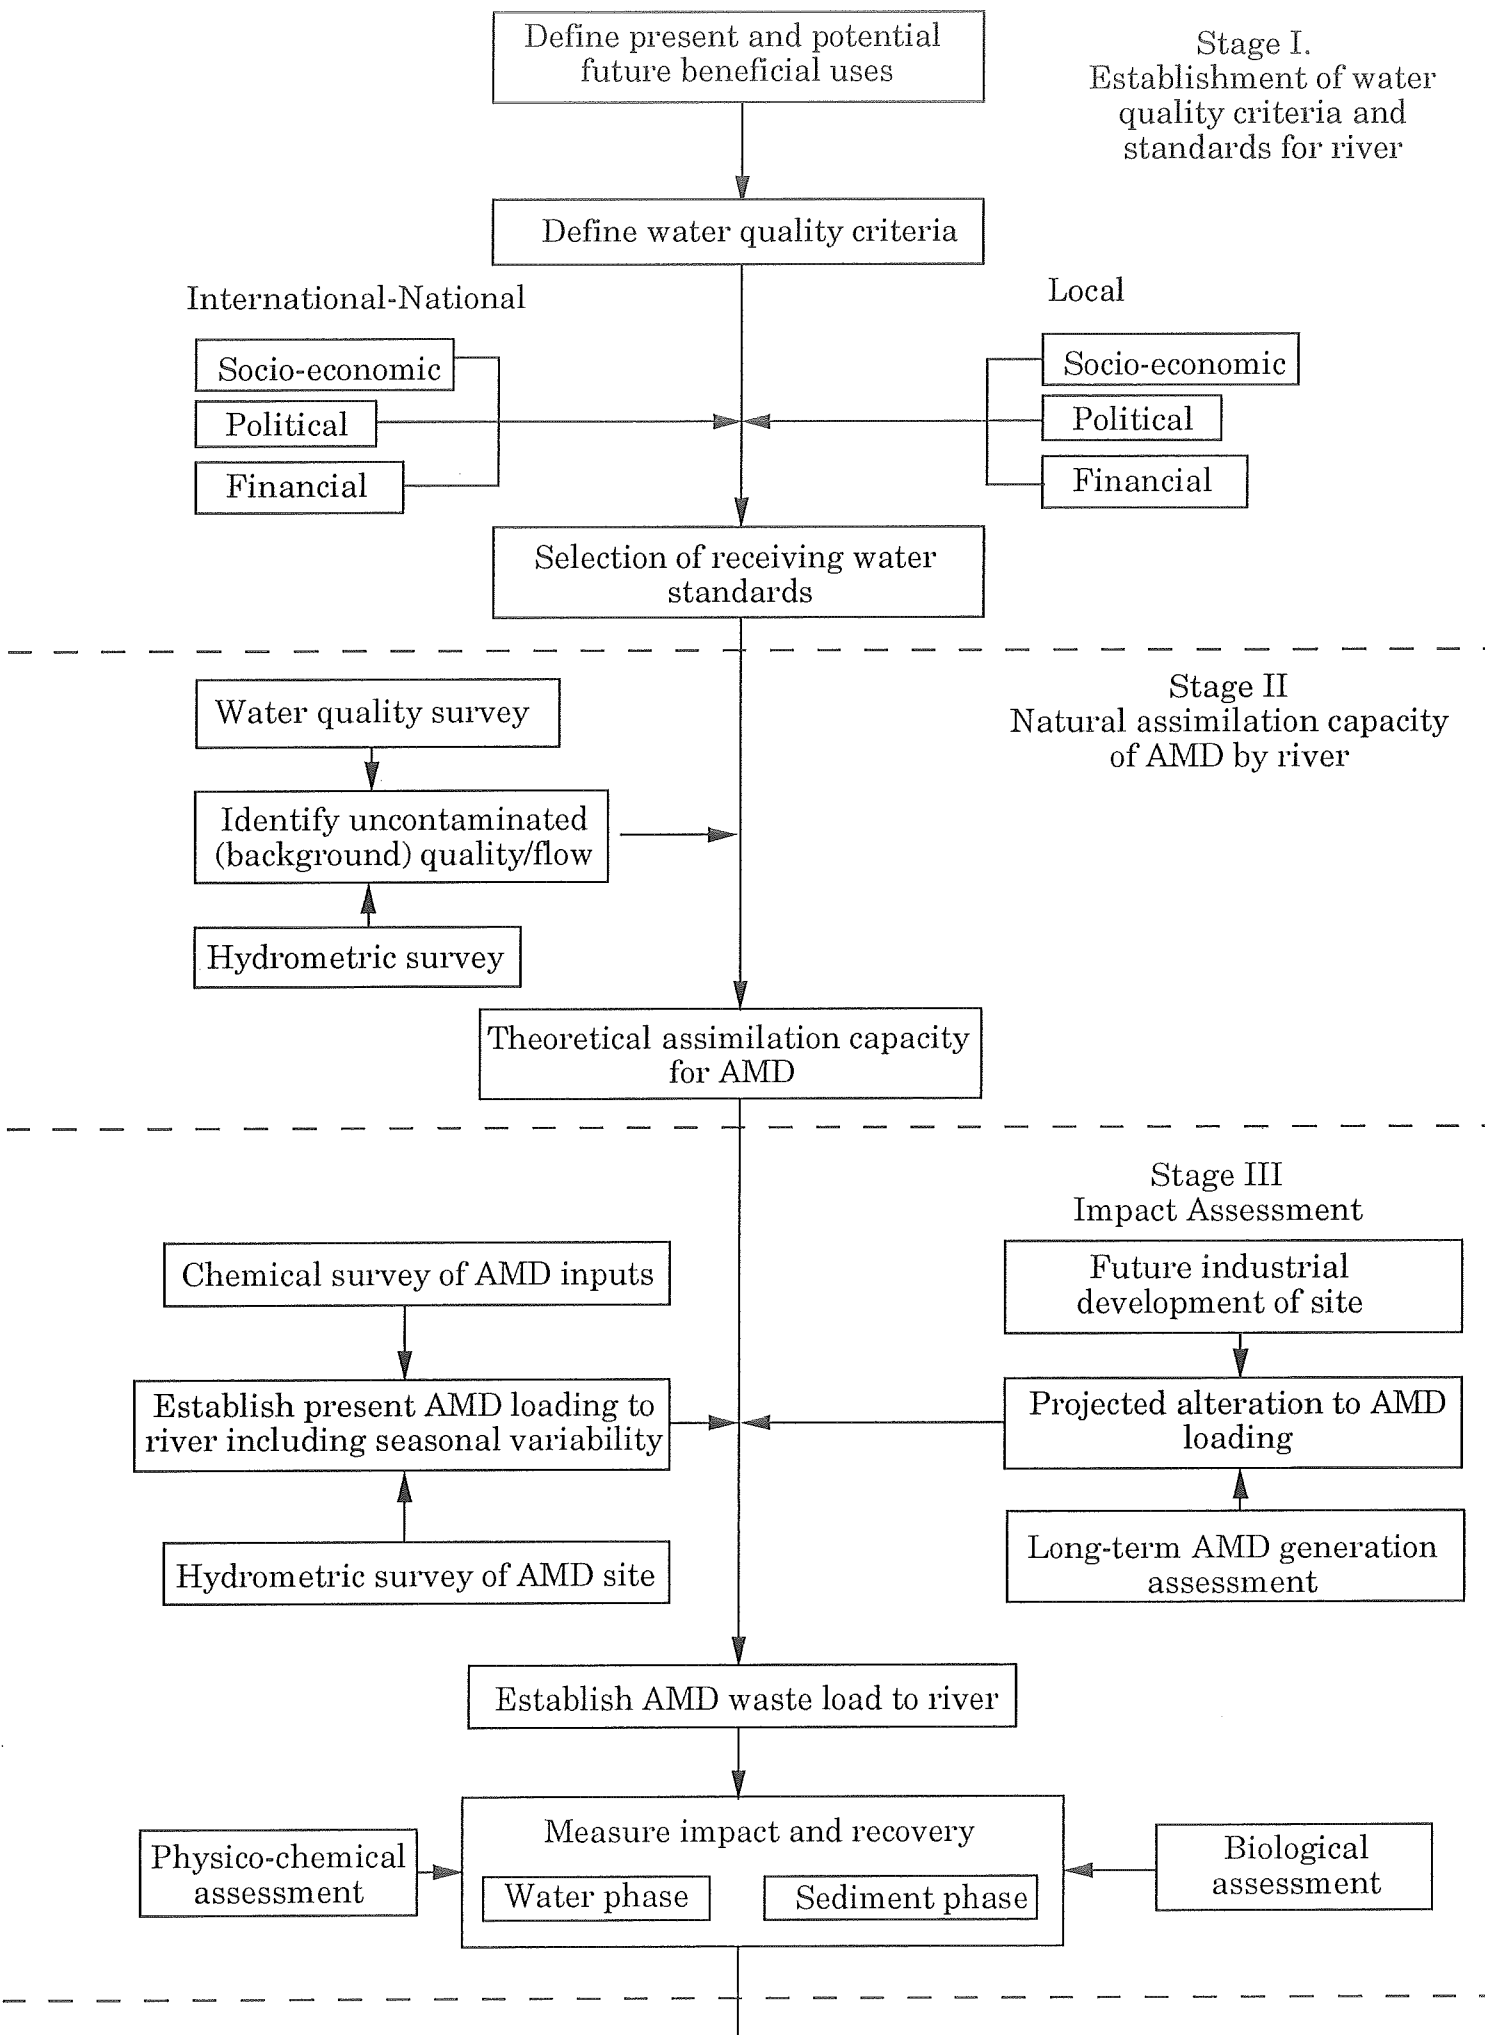 Define present and potential
future beneficial uses
Stage I.
Establishment of water
quality criteria and
standards for river
Define water quality criteria
International-National
Local
Socio-economic
Political
Financial
Socio-economic
Political
Financial
Selection of receiving water
standards
Stage II
Natural assimilation capacity
of AMD by river
Water quality survey
Identify uncontaminated
(background) quality/flow
Hydrometric survey
Theoretical assimilation capacity
for AMD
Stage III
Impact Assessment
Chemical survey of AMD inputs
Establish present AMD loading to
river including seasonal variability
Hydrometric survey of AMD site
Future industrial
development of site
Projected alteration to AMD
loading
Long-term AMD generation
assessment
Establish AMD waste load to river
Measure impact and recovery
Water phase
Sediment phase
Physico-chemical
assessment
Biological
assessment